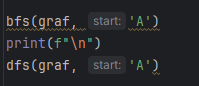 bfs(graf, start: 'A')
print(f"\n")
dfs(graf, start: 'A')